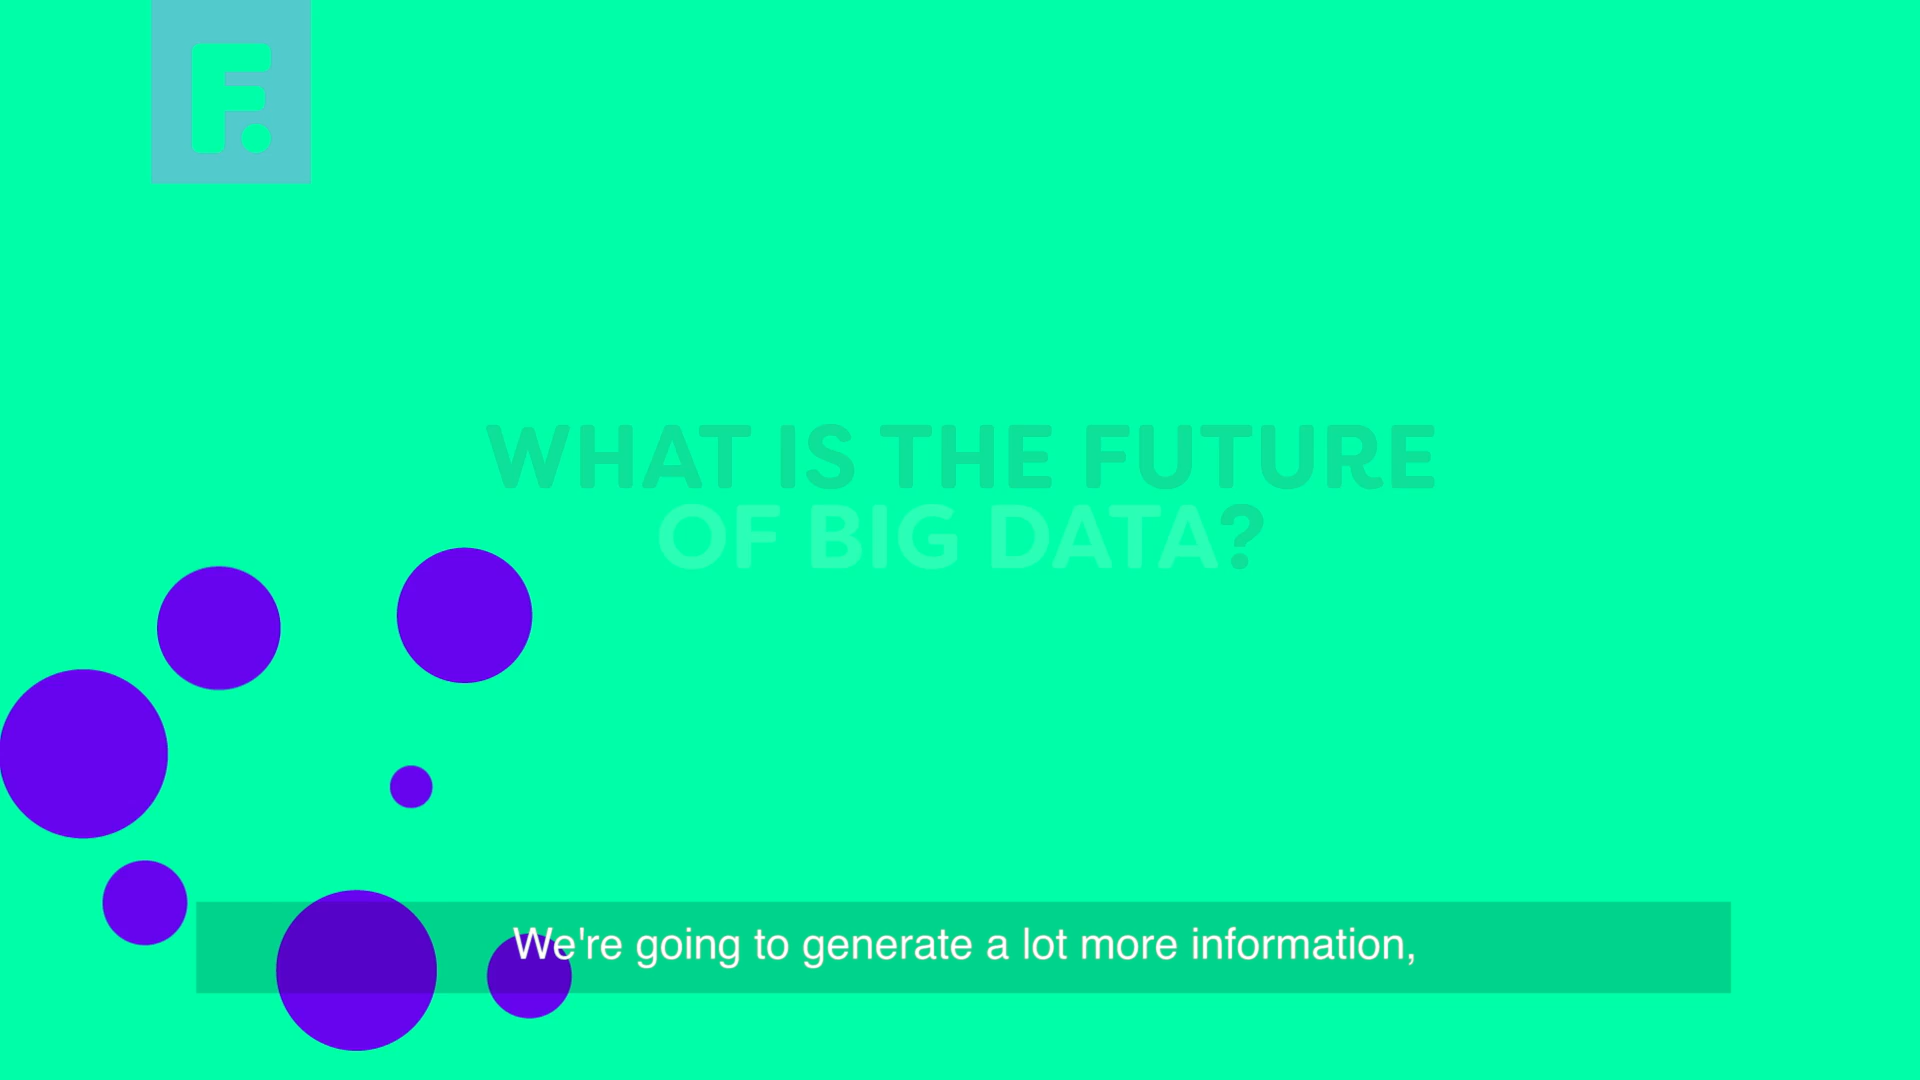 F.
WHAT IS THE FUTURE
OF BIG DATA?
We're going to generate a lot more information,